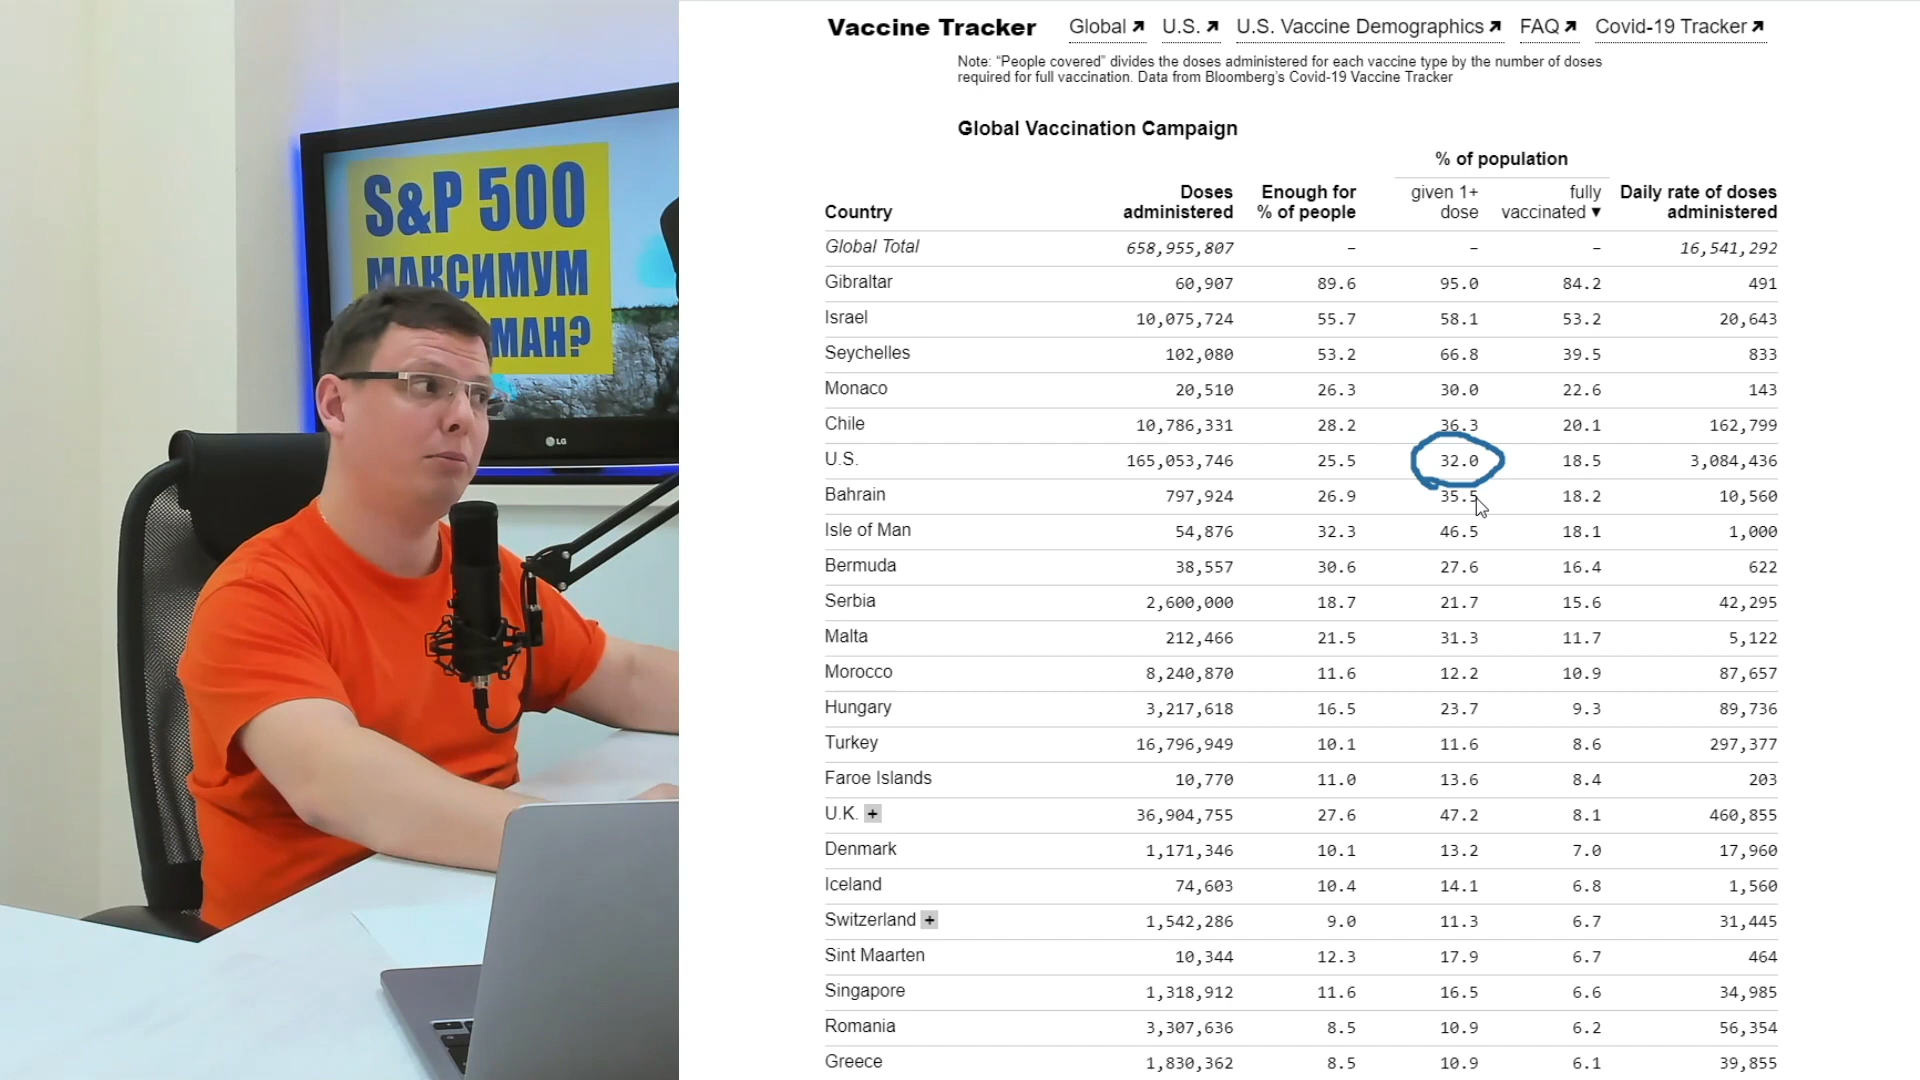 S&P 500
МАКСИМУМ
МАН?
LG
Vaccine Tracker Global U.S. U.S. Vaccine Demographics FAQ Covid-19 Tracker
Note: “People covered” divides the doses administered for each vaccine type by the number of doses
required for full vaccination. Data from Bloomberg’s Covid-19 Vaccine Tracker
Global Vaccination Campaign
% of population
Doses Enough for given 1+ fully Daily rate of doses
Country administered % of people dose vaccinated ▼ administered
Global Total 658,955,807 – – – 16,541,292
Gibraltar 60,907 89.6 95.0 84.2 491
Israel 10,075,724 55.7 58.1 53.2 20,643
Seychelles 102,080 53.2 66.8 39.5 833
Monaco 20,510 26.3 30.0 22.6 143
Chile 10,786,331 28.2 36.3 20.1 162,799
U.S. 165,053,746 25.5 32.0 18.5 3,084,436
Bahrain 797,924 26.9 35.5 18.2 10,560
Isle of Man 54,876 32.3 46.5 18.1 1,000
Bermuda 38,557 30.6 27.6 16.4 622
Serbia 2,600,000 18.7 21.7 15.6 42,295
Malta 212,466 21.5 31.3 11.7 5,122
Morocco 8,240,870 11.6 12.2 10.9 87,657
Hungary 3,217,618 16.5 23.7 9.3 89,736
Turkey 16,796,949 10.1 11.6 8.6 297,377
Faroe Islands 10,770 11.0 13.6 8.4 203
U.K. + 36,904,755 27.6 47.2 8.1 460,855
Denmark 1,171,346 10.1 13.2 7.0 17,960
Iceland 74,603 10.4 14.1 6.8 1,560
Switzerland + 1,542,286 9.0 11.3 6.7 31,445
Sint Maarten 10,344 12.3 17.9 6.7 464
Singapore 1,318,912 11.6 16.5 6.6 34,985
Romania 3,307,636 8.5 10.9 6.2 56,354
Greece 1,830,362 8.5 10.9 6.1 39,855